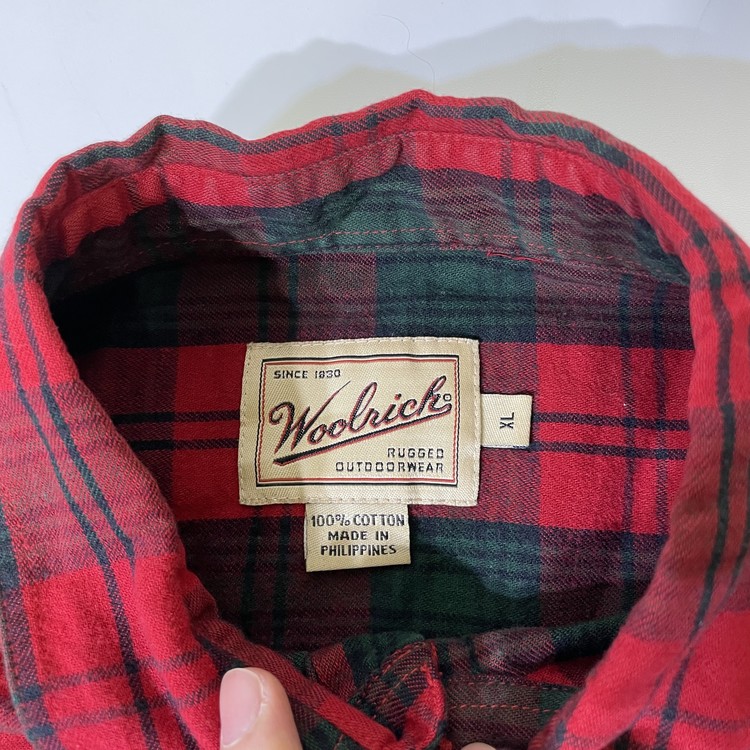 SINCE 1830
Woolrich®
RUGGED
OUTDOORWEAR
XL
100% COTTON
MADE IN
PHILIPPINES